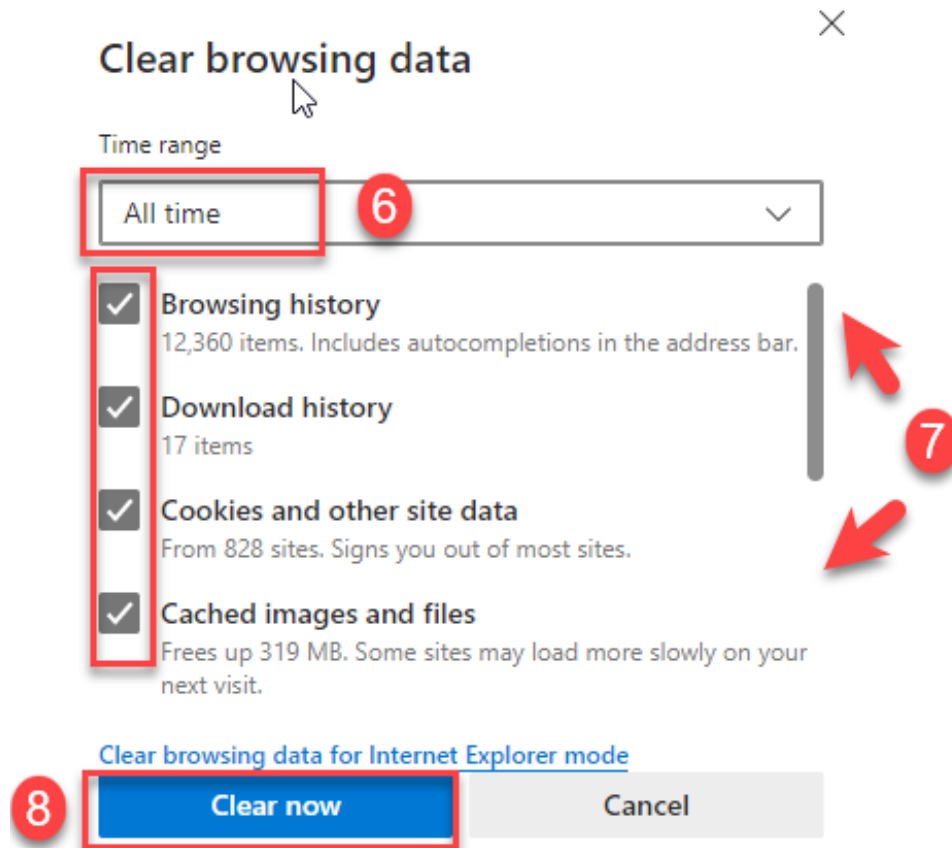 Clear browsing data
Time range
All time
6
Browsing history
12,360 items. Includes autocompletions in the address bar.
Download history
17 items
7
Cookies and other site data
From 828 sites. Signs you out of most sites.
Cached images and files
Frees up 319 MB. Some sites may load more slowly on your
next visit.
Clear browsing data for Internet Explorer mode
8
Clear now
Cancel